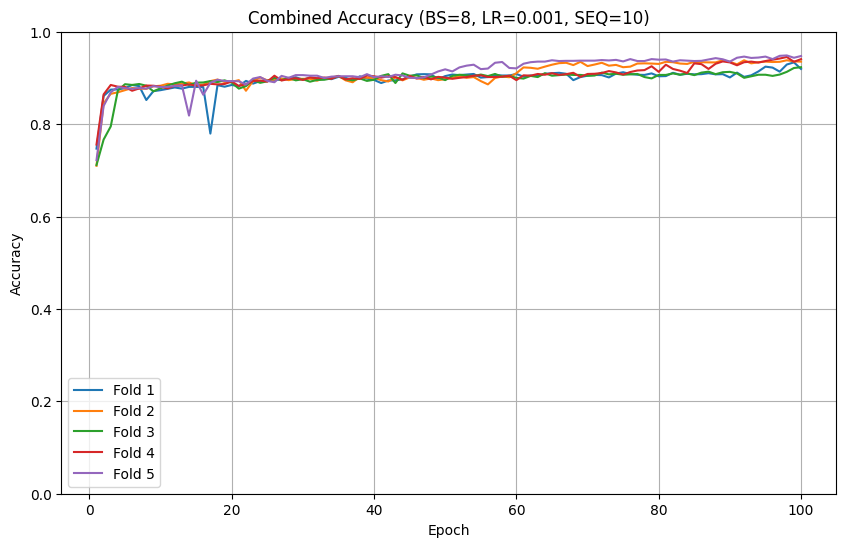 Combined Accuracy (BS=8, LR=0.001, SEQ=10)
1.0
0.8
0.6
0.4
0.2
0.0
Accuracy
Fold 1
Fold 2
Fold 3
Fold 4
Fold 5
0 20 40 60 80 100
Epoch